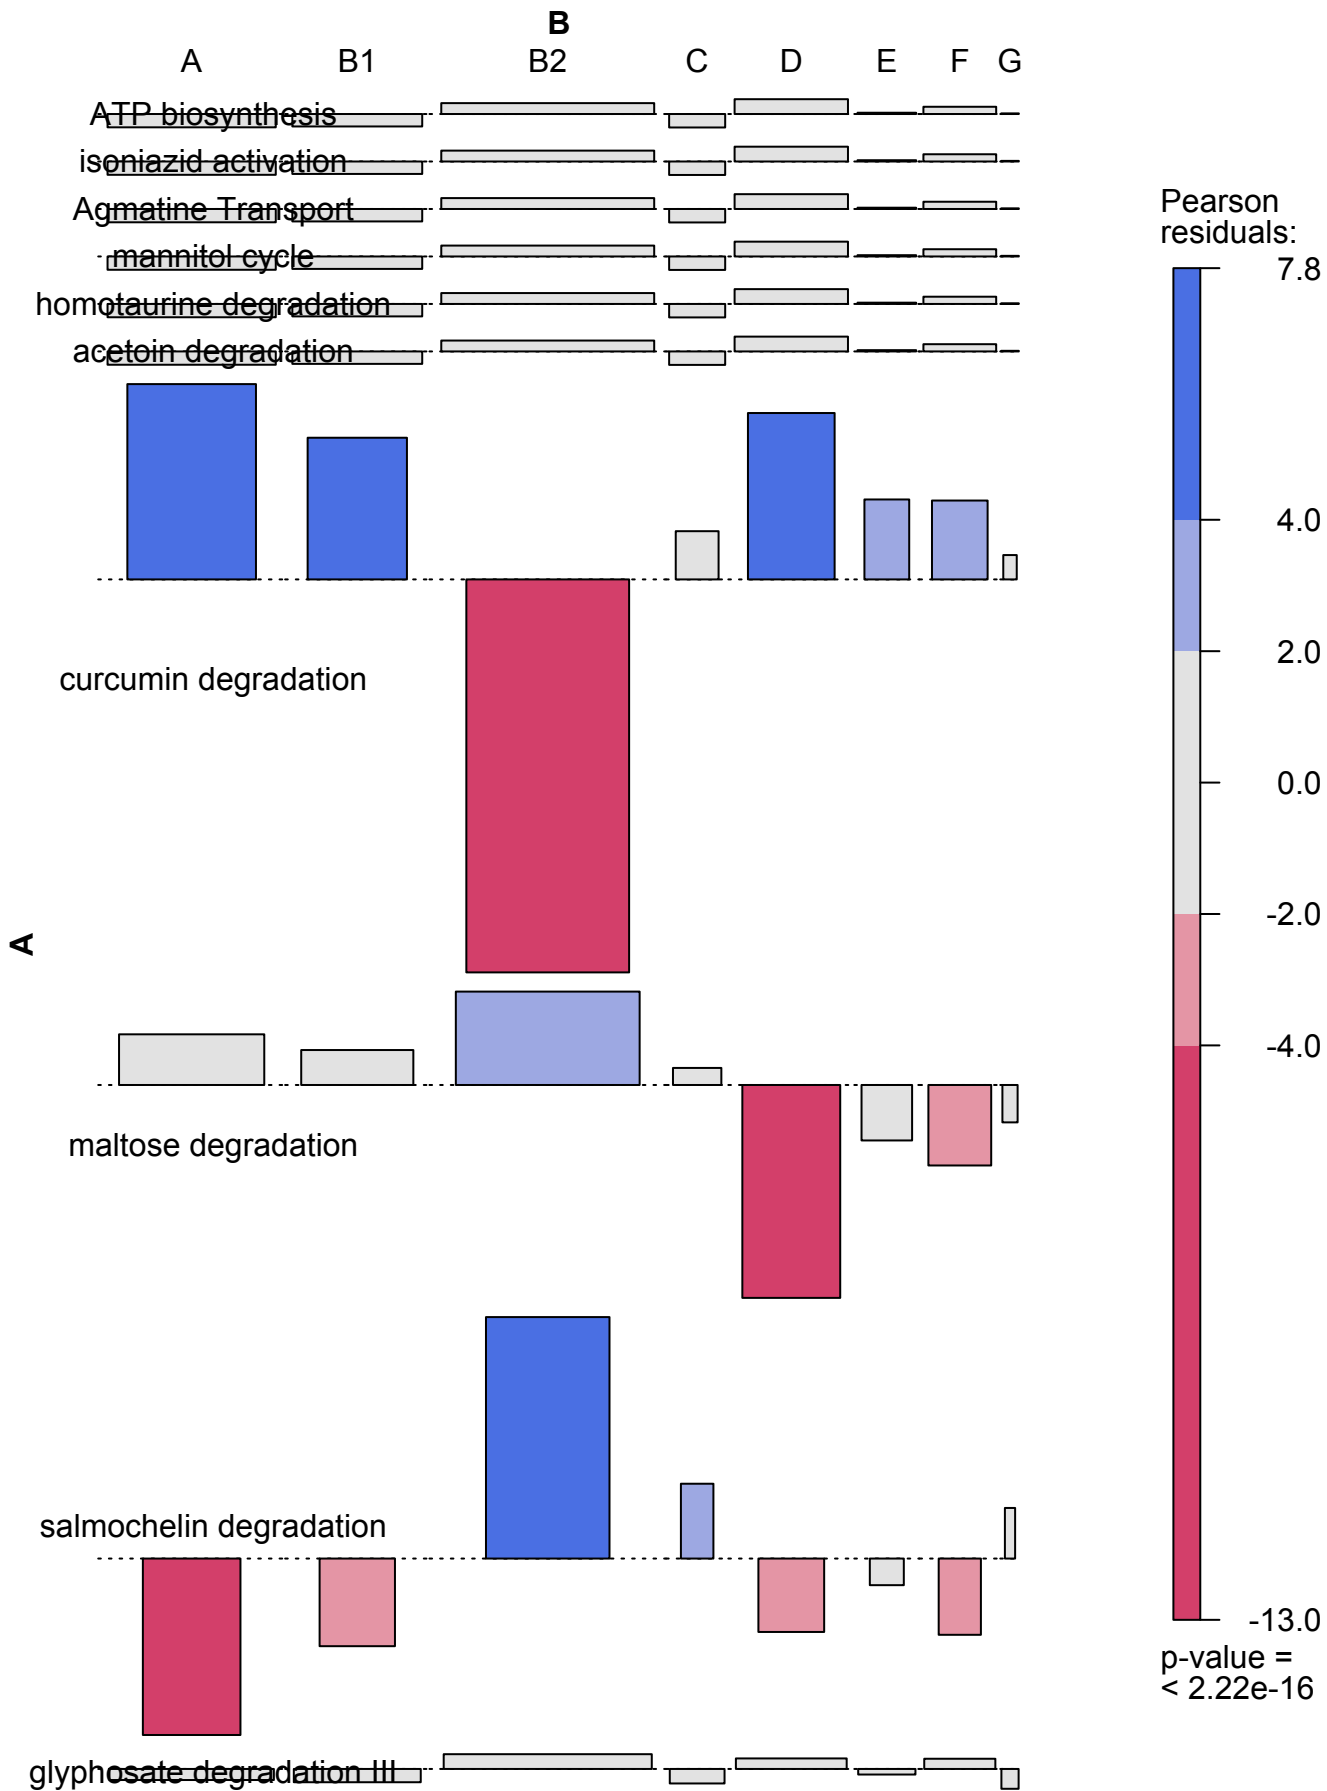 B
A B1 B2 C D E F G
ATP biosynthesis
isoniazid activation
Agmatine Transport
mannitol cycle
homotaurine degradation
acetoin degradation
curcumin degradation
maltose degradation
salmochelin degradation
glyphosate degradation III
A
Pearson
residuals:
7.8
4.0
2.0
0.0
-2.0
-4.0
-13.0
p-value =
< 2.22e-16